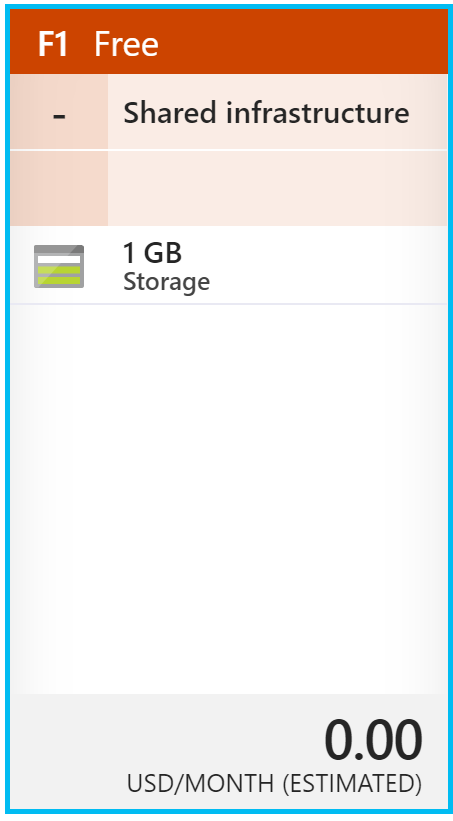 F1 Free
- Shared infrastructure
1 GB
Storage
0.00
USD/MONTH (ESTIMATED)